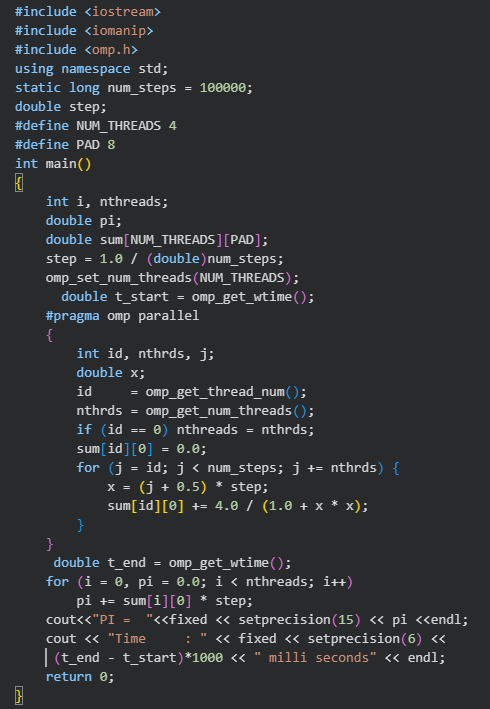 #include <iostream>
#include <iomanip>
#include <omp.h>
using namespace std;
static long num_steps = 100000;
double step;
#define NUM_THREADS 4
#define PAD 8
int main()
{
    int i, nthreads;
    double pi;
    double sum[NUM_THREADS][PAD];
    step = 1.0 / (double)num_steps;
    omp_set_num_threads(NUM_THREADS);
      double t_start = omp_get_wtime();
    #pragma omp parallel
    {
        int id, nthrds, j;
        double x;
        id     = omp_get_thread_num();
        nthrds = omp_get_num_threads();
        if (id == 0) nthreads = nthrds;
        sum[id][0] = 0.0;
        for (j = id; j < num_steps; j += nthrds) {
            x = (j + 0.5) * step;
            sum[id][0] += 4.0 / (1.0 + x * x);
        }
    }
     double t_end = omp_get_wtime();
    for (i = 0, pi = 0.0; i < nthreads; i++)
        pi += sum[i][0] * step;
    cout<<"PI =  "<<fixed << setprecision(15) << pi <<endl;
    cout << "Time     : " << fixed << setprecision(6) <<
     (t_end - t_start)*1000 << " milli seconds" << endl;
    return 0;
}